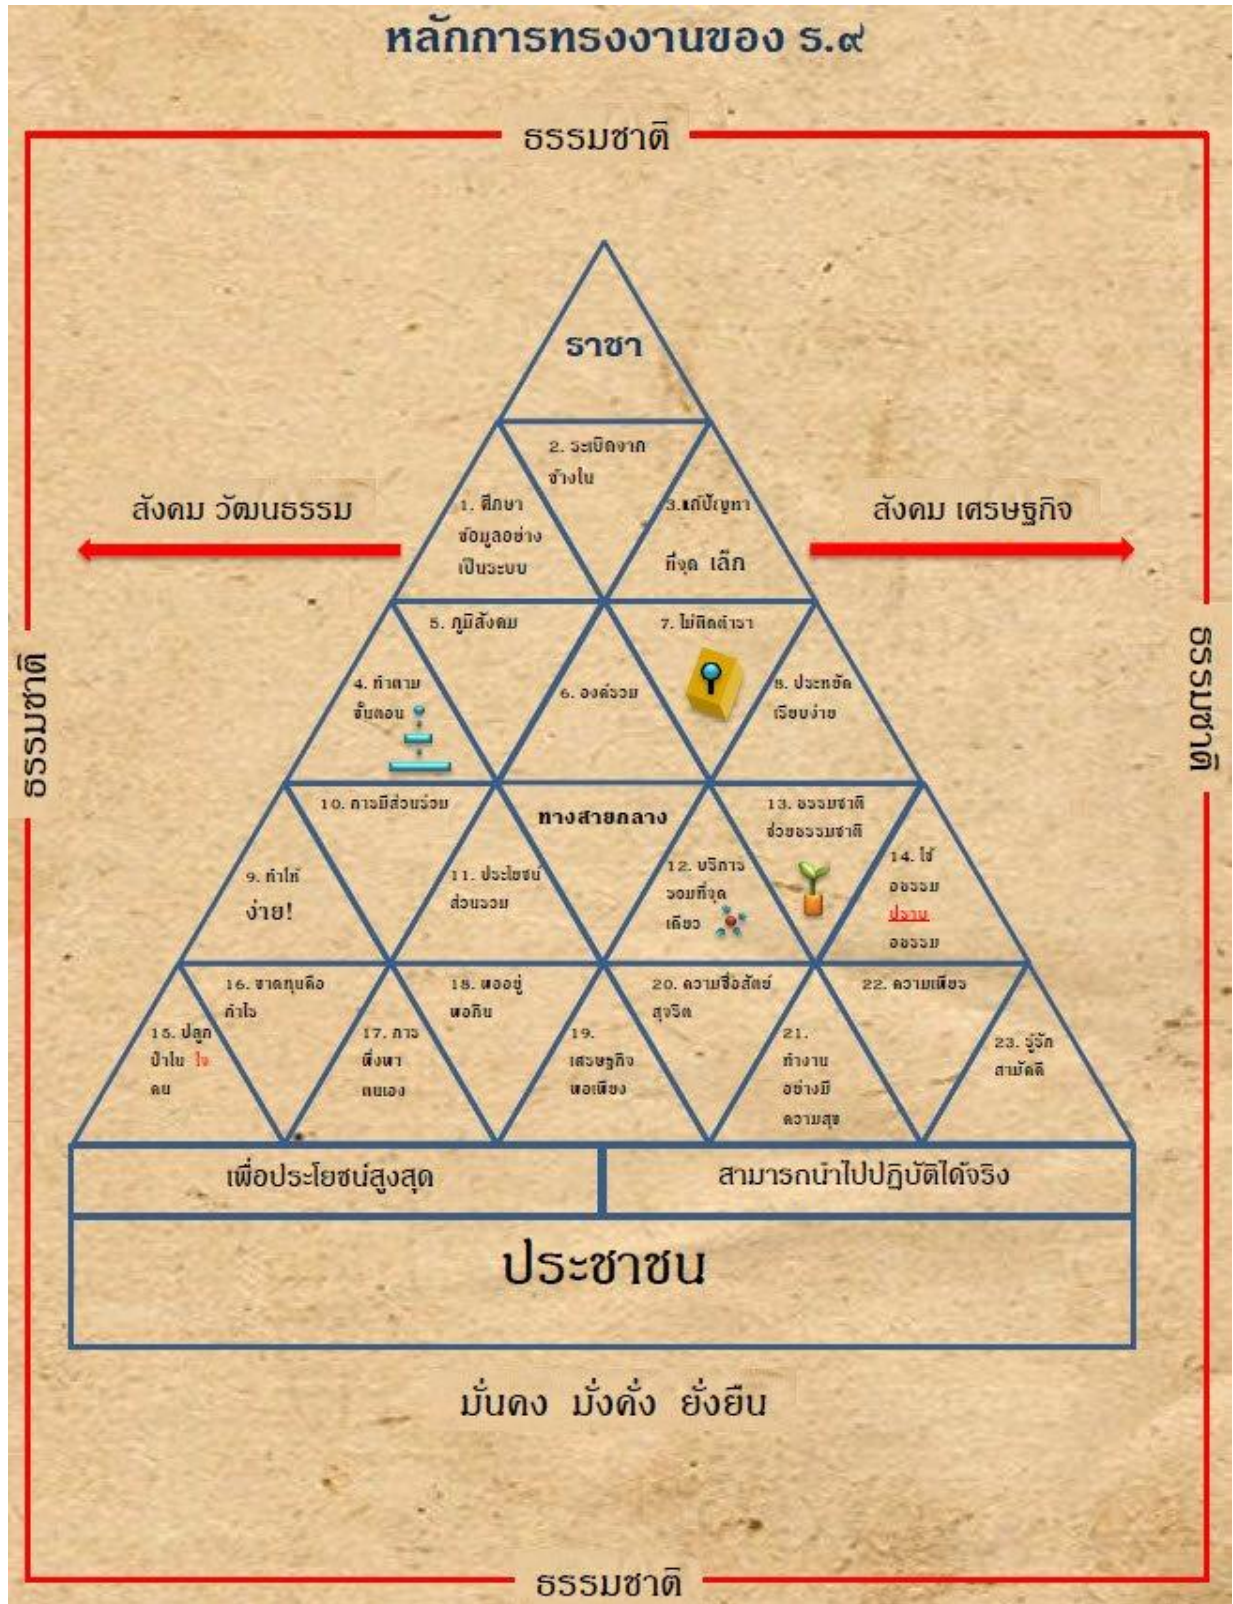 หลักการทรงงานของ ร.๙
ธรรมชาติ
ราชา
สังคม วัฒนธรรม
สังคม เศรษฐกิจ
1. ศึกษา
ข้อมูลอย่าง
เป็นระบบ
2. ระเบิดจาก
ข้างใน
3.แก้ปัญหา
ที่จุด เล็ก
ธรรมชาติ
ธรรมชาติ
4. ทำตาม
ขั้นตอน
5. ภูมิสังคม
6. องค์รวม
7. ไม่ติดตำรา
8. ประหยัด
เรียบง่าย
9. ทำให้
ง่าย!
10. การมีส่วนร่วม
11. ประโยชน์
ส่วนรวม
ทางสายกลาง
12. บริการ
รวมที่จุด
เดียว
13. ธรรมชาติ
ช่วยธรรมชาติ
14. ใช้
อธรรม
ปราบ
อธรรม
15. ปลูก
ป่าใน ใจ
คน
16. ขาดทุนคือ
กำไร
17. การ
พึ่งพา
ตนเอง
18. พออยู่
พอกิน
19.
เศรษฐกิจ
พอเพียง
20. ความซื่อสัตย์
สุจริต
21.
ทำงาน
อย่างมี
ความสุข
22. ความเพียร
23. รู้รัก
สามัคคี
เพื่อประโยชน์สูงสุด
สามารถนำไปปฏิบัติได้จริง
ประชาชน
มั่นคง มั่งคั่ง ยั่งยืน
ธรรมชาติ